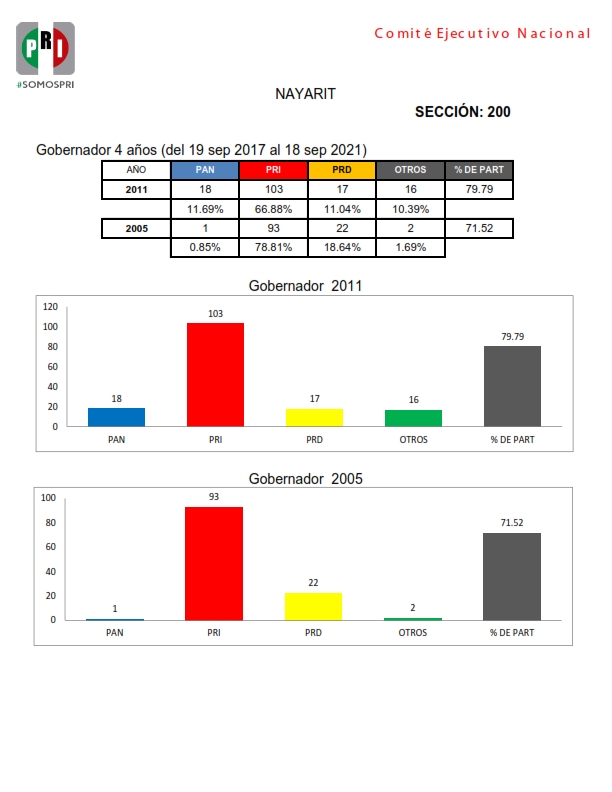 Comité Ejecutivo Nacional
PRI
#SOMOSPRI
NAYARIT
SECCIÓN: 200
Gobernador 4 años (del 19 sep 2017 al 18 sep 2021)
AÑO PAN PRI PRD OTROS % DE PART
2011 18 103 17 16 79.79
11.69% 66.88% 11.04% 10.39%
2005 1 93 22 2 71.52
0.85% 78.81% 18.64% 1.69%
Gobernador 2011
120
100
80
60
40
20
0
18 103 17 16 79.79
PAN PRI PRD OTROS % DE PART
Gobernador 2005
100
80
60
40
20
0
1 93 22 2 71.52
PAN PRI PRD OTROS % DE PART